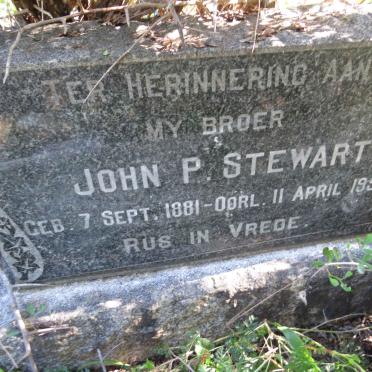 TER HERINNERING AAN
MY BROER
JOHN P. STEWART
GEB. 7 SEPT. 1881 - OORL. 11 APRIL
RUS IN VREDE.